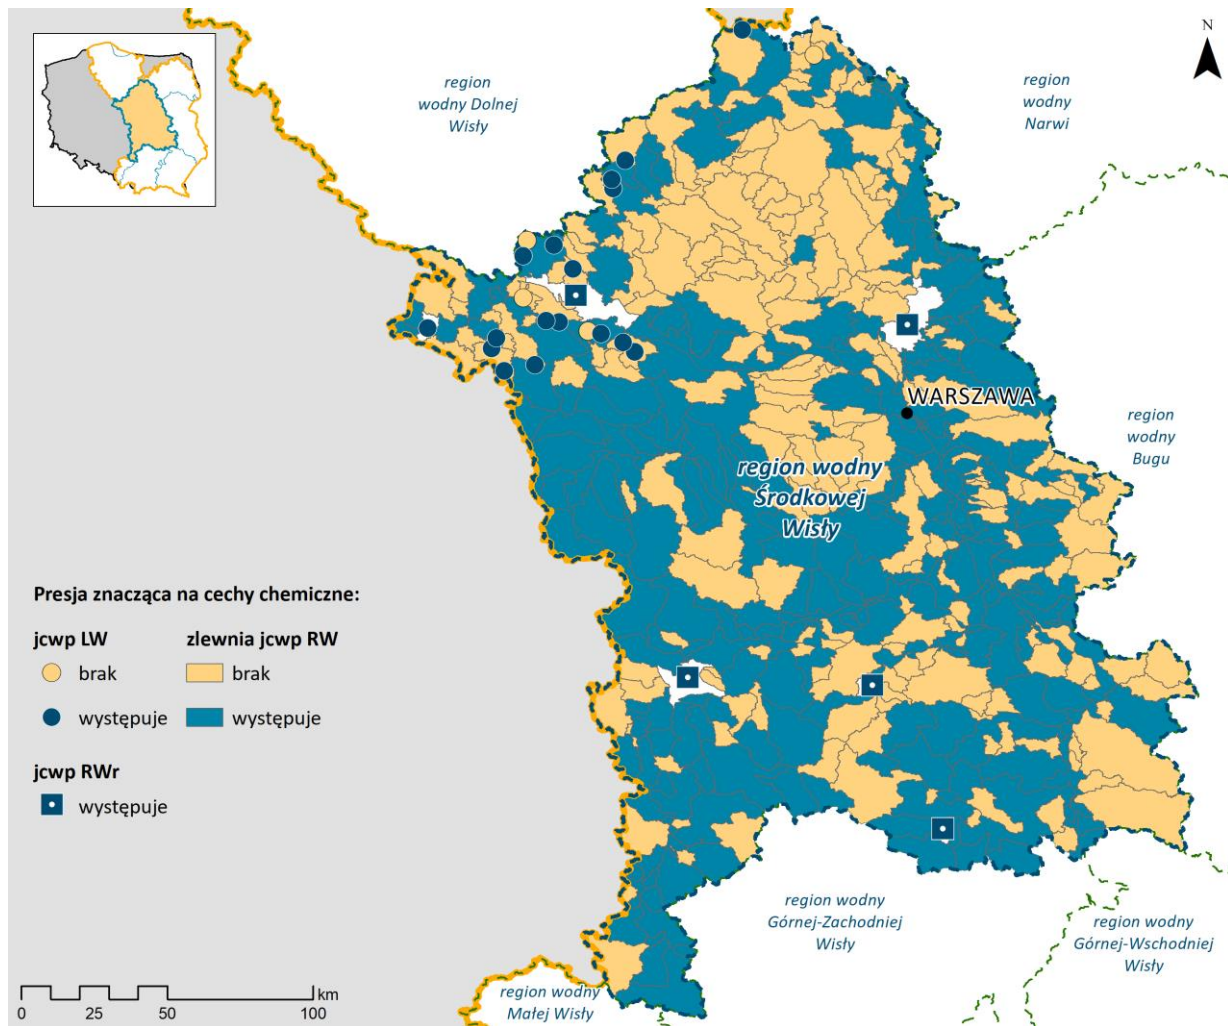 N
region
wodny Dolnej
Wisły
region
wodny
Narwi
WARSZAWA
region
wodny
Bugu
region wodny
Środkowej
Wisły
Presja znacząca na cechy chemiczne:
jcwp LW
zlewnia jcwp RW
brak
brak
występuje
występuje
jcwp RWr
występuje
region wodny
Górnej-Zachodniej
Wisły
region wodny
Górnej-Wschodniej
Wisły
region wodny
Małej Wisły
km
0 25 50 100